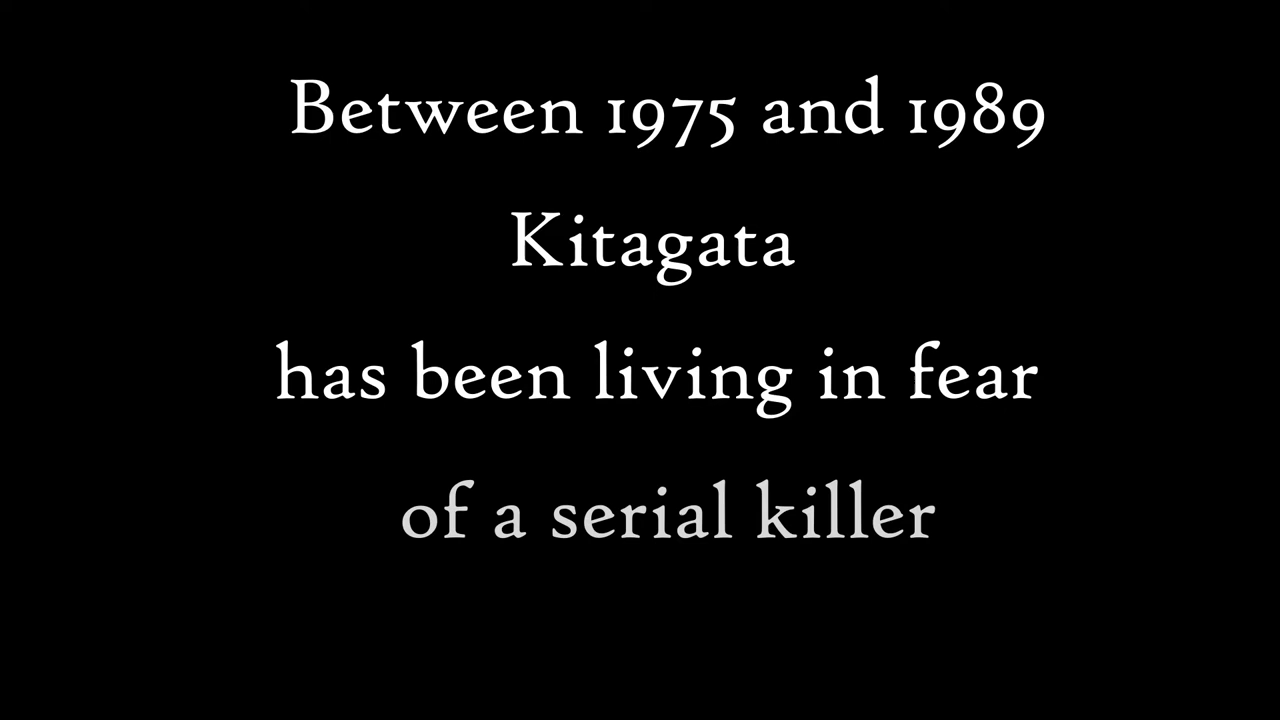 Between 1975 and 1989
Kitagata
has been living in fear
of a serial killer